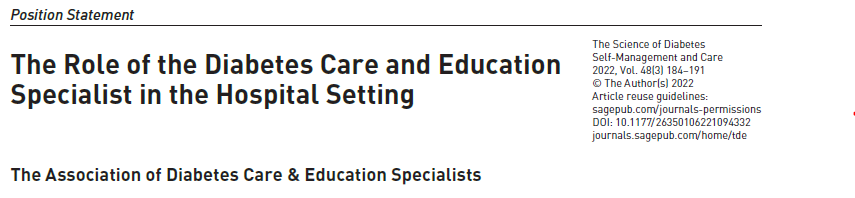 Position Statement
The Role of the Diabetes Care and Education
Specialist in the Hospital Setting
The Science of Diabetes
Self-Management and Care
2022, Vol. 48(3) 184–191
© The Author(s) 2022
Article reuse guidelines:
sagepub.com/journals-permissions
DOI: 10.1177/26350106221094332
journals.sagepub.com/home/tde
The Association of Diabetes Care & Education Specialists